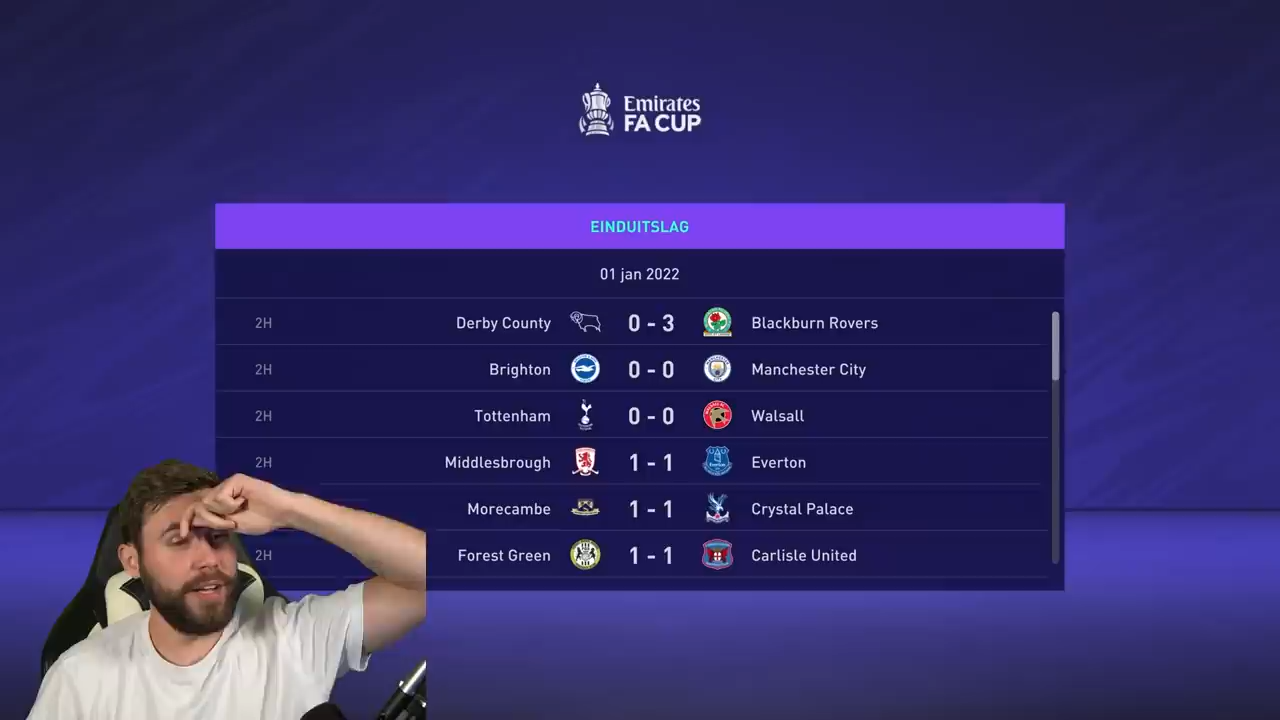 Emirates
FA CUP
EINDUITSLAG
01 jan 2022
2H Derby County 0 - 3 Blackburn Rovers
2H Brighton 0 - 0 Manchester City
2H Tottenham 0 - 0 Walsall
2H Middlesbrough 1 - 1 Everton
Morecambe 1 - 1 Crystal Palace
2H Forest Green 1 - 1 Carlisle United